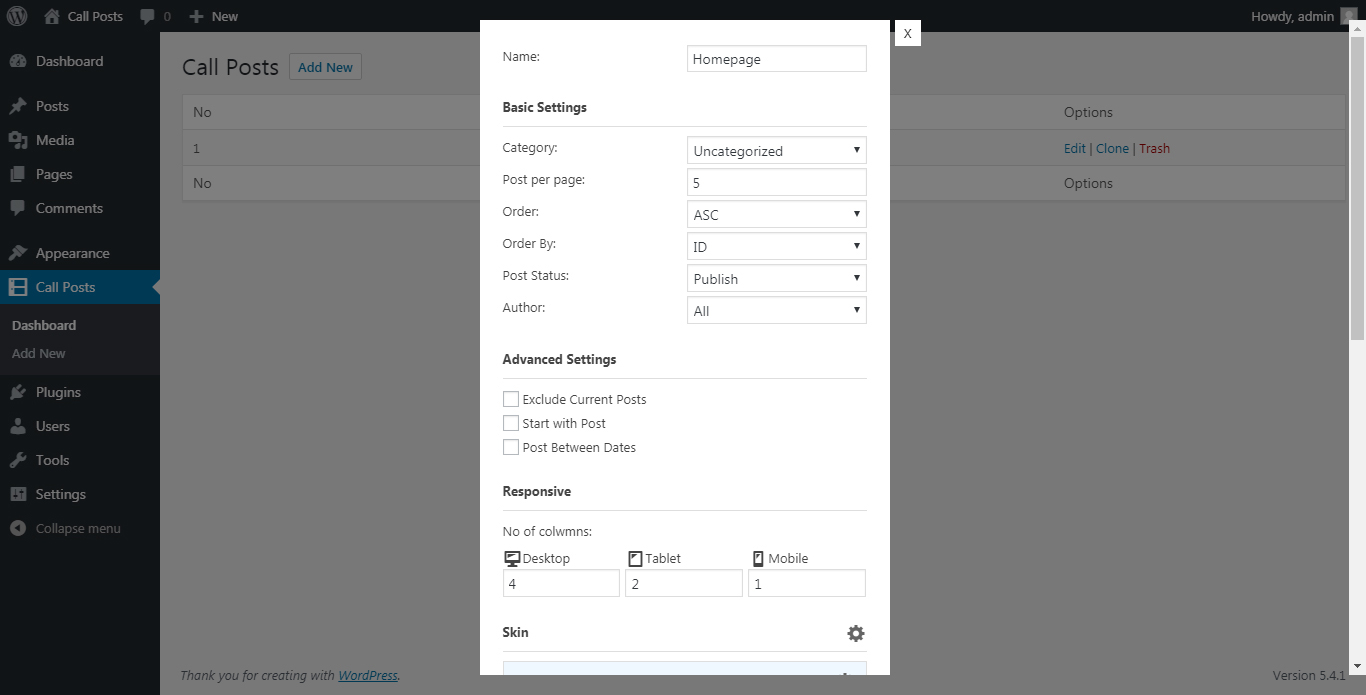 Call Posts 0 New Howdy, admin
Dashboard
Posts
Media
Pages
Comments
Appearance
Call Posts
Dashboard
Add New
Plugins
Users
Tools
Settings
Collapse menu
Call Posts Add New
No Options
1 Edit | Clone | Trash
No Options
X
Name: Homepage
Basic Settings
Category: Uncategorized
Post per page: 5
Order: ASC
Order By: ID
Post Status: Publish
Author: All
Advanced Settings
Exclude Current Posts
Start with Post
Post Between Dates
Responsive
No of colwmns:
Desktop Tablet Mobile
4 2 1
Skin
Thank you for creating with WordPress. Version 5.4.1